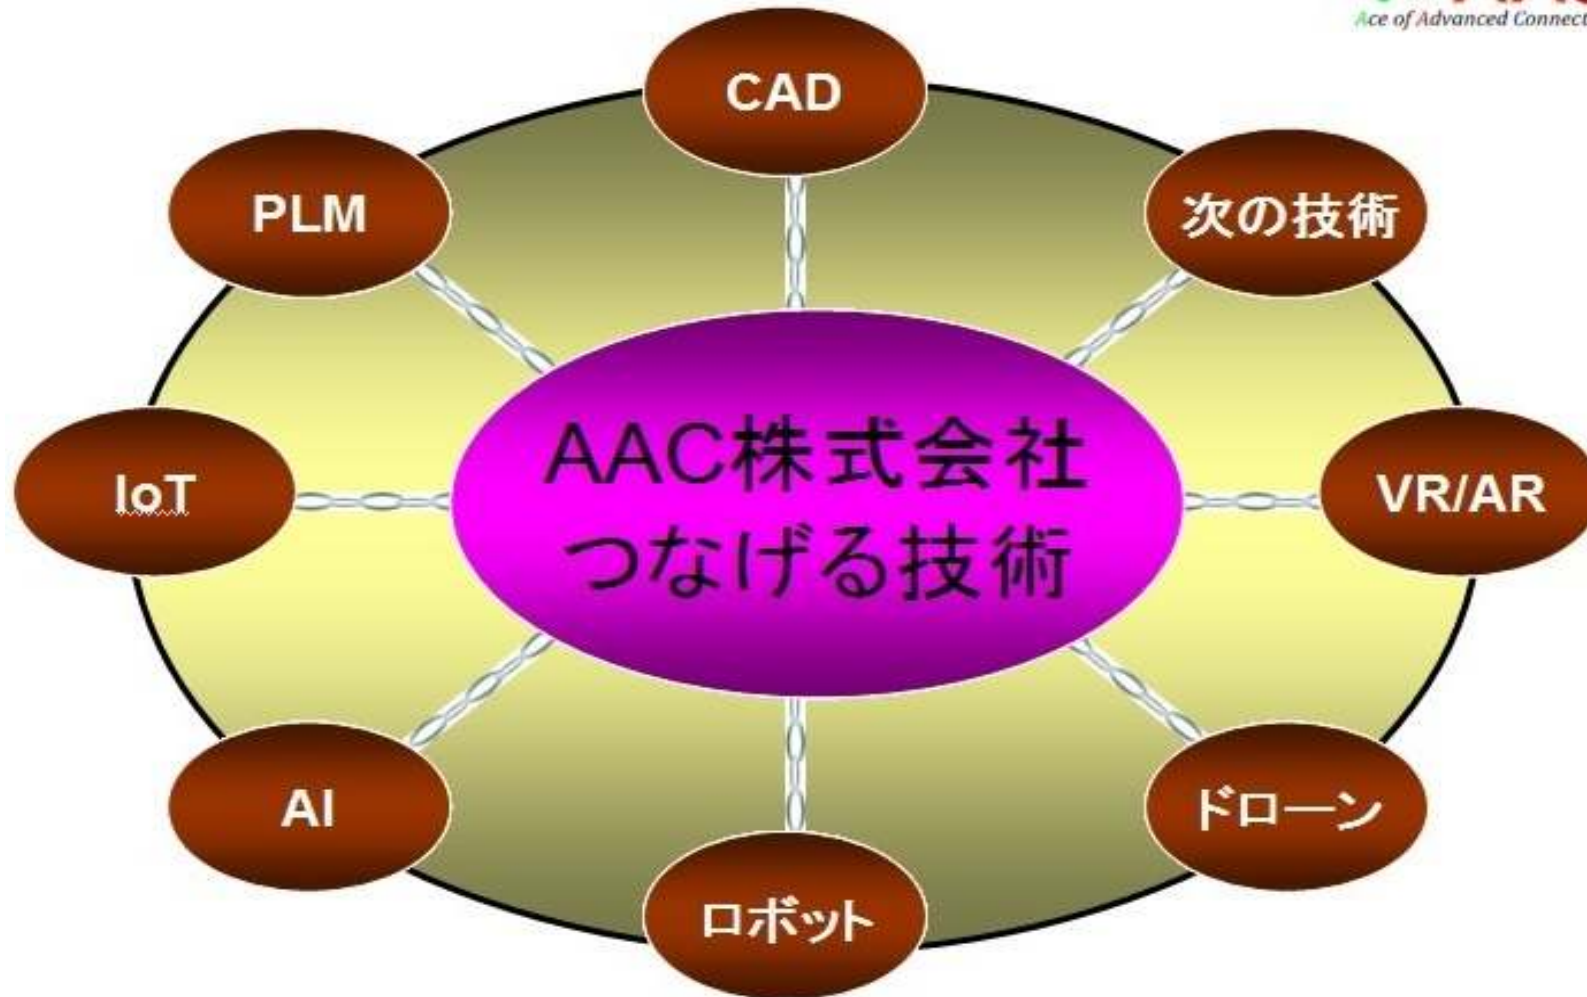 Ace of Advanced Connect
CAD
PLM
次の技術
AAC株式会社
つなげる技術
IoT
VR/AR
AI
ドローン
ロボット